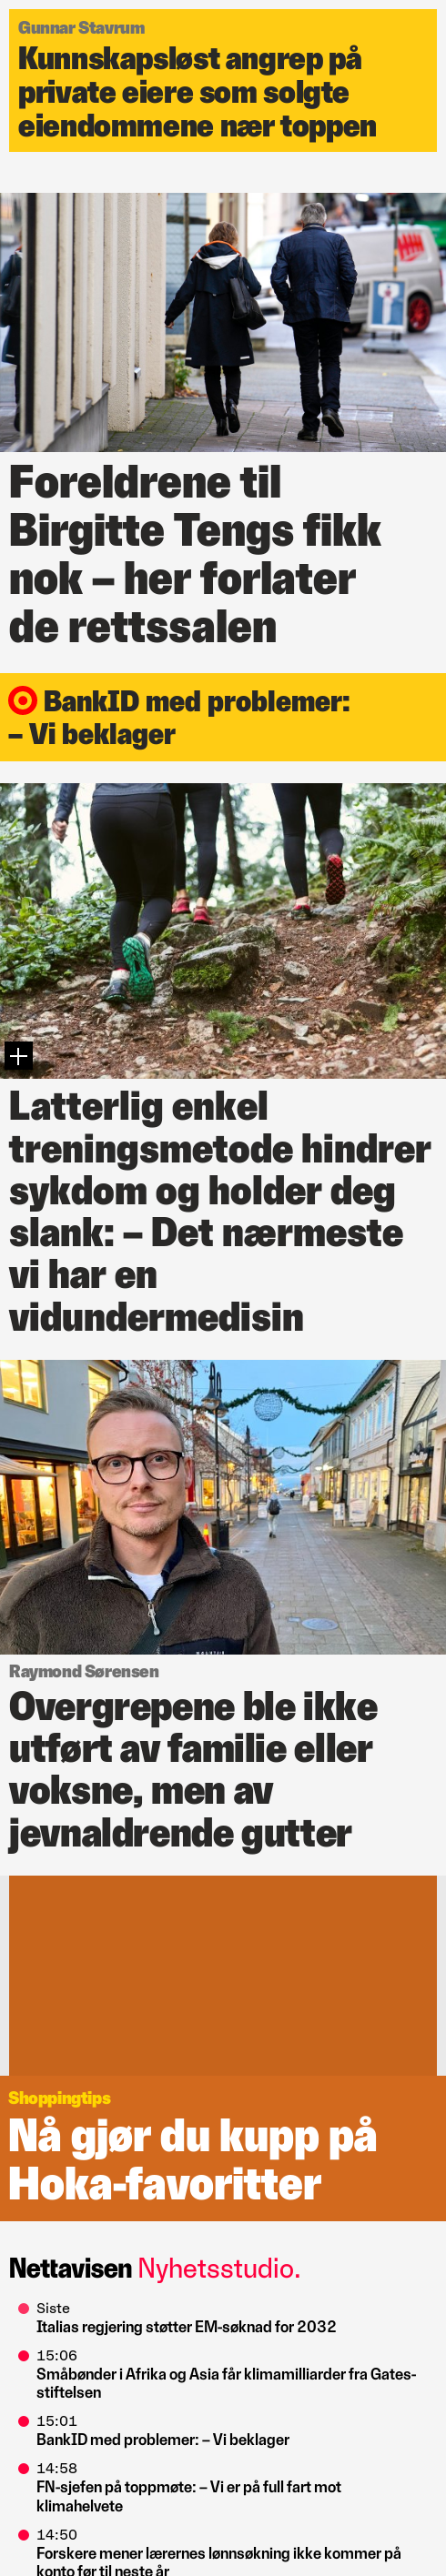 Gunnar Stavrum
Kunnskapsløst angrep på
private eiere som solgte
eiendommene nær toppen
Foreldrene til
Birgitte Tengs fikk
nok – her forlater
de rettssalen
BankID med problemer:
– Vi beklager
Latterlig enkel
treningsmetode hindrer
sykdom og holder deg
slank: – Det nærmeste
vi har en
vidundermedisin
Raymond Sørensen
Overgrepene ble ikke
utført av familie eller
voksne, men av
jevnaldrende gutter
Shoppingtips
Nå gjør du kupp på
Hoka-favoritter
Nettavisen Nyhetsstudio.
Siste
Italias regjering støtter EM-søknad for 2032
15:06
Småbønder i Afrika og Asia får klimamilliarder fra Gates-
stiftelsen
15:01
BankID med problemer: – Vi beklager
14:58
FN-sjefen på toppmøte: – Vi er på full fart mot
klimahelvete
14:50
Forskere mener lærernes lønnsøkning ikke kommer på
konto før til neste år